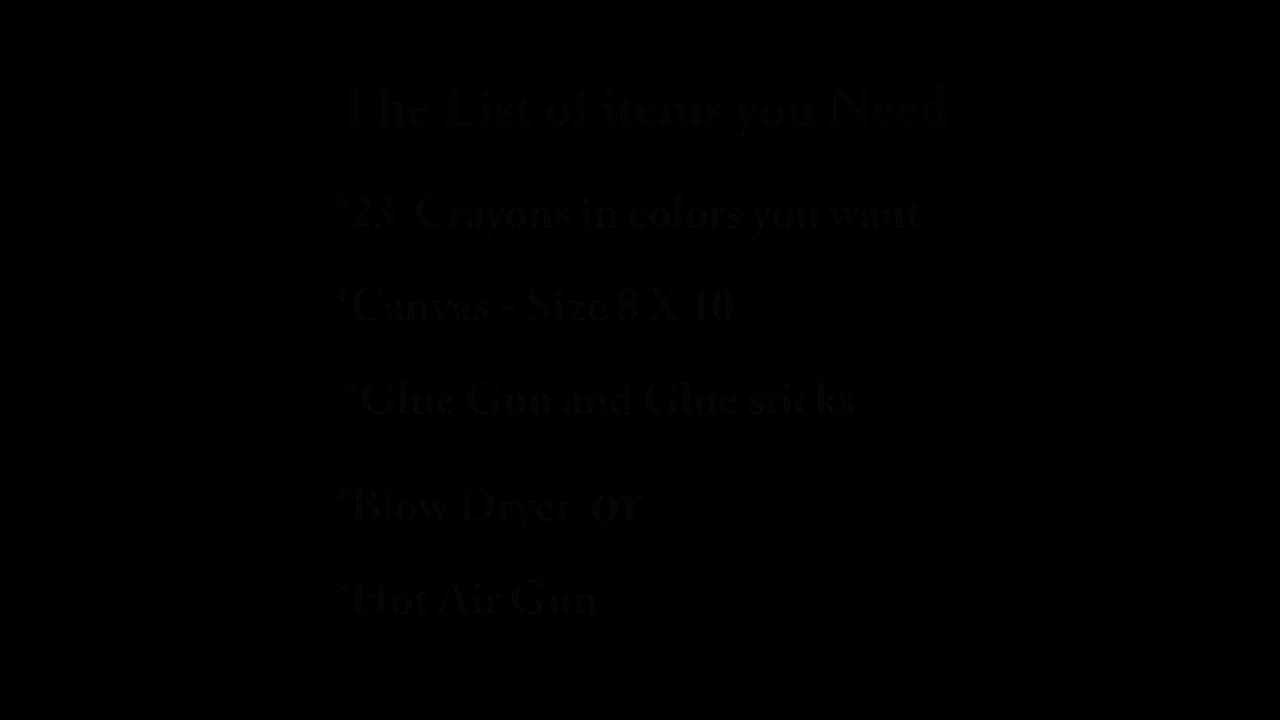 The List of items you Need
*23 Crayons in colors you want
*Canvas - Size 8 X 10
*Glue Gun and Glue sticks
*Blow Dryer or
*Hot Air Gun